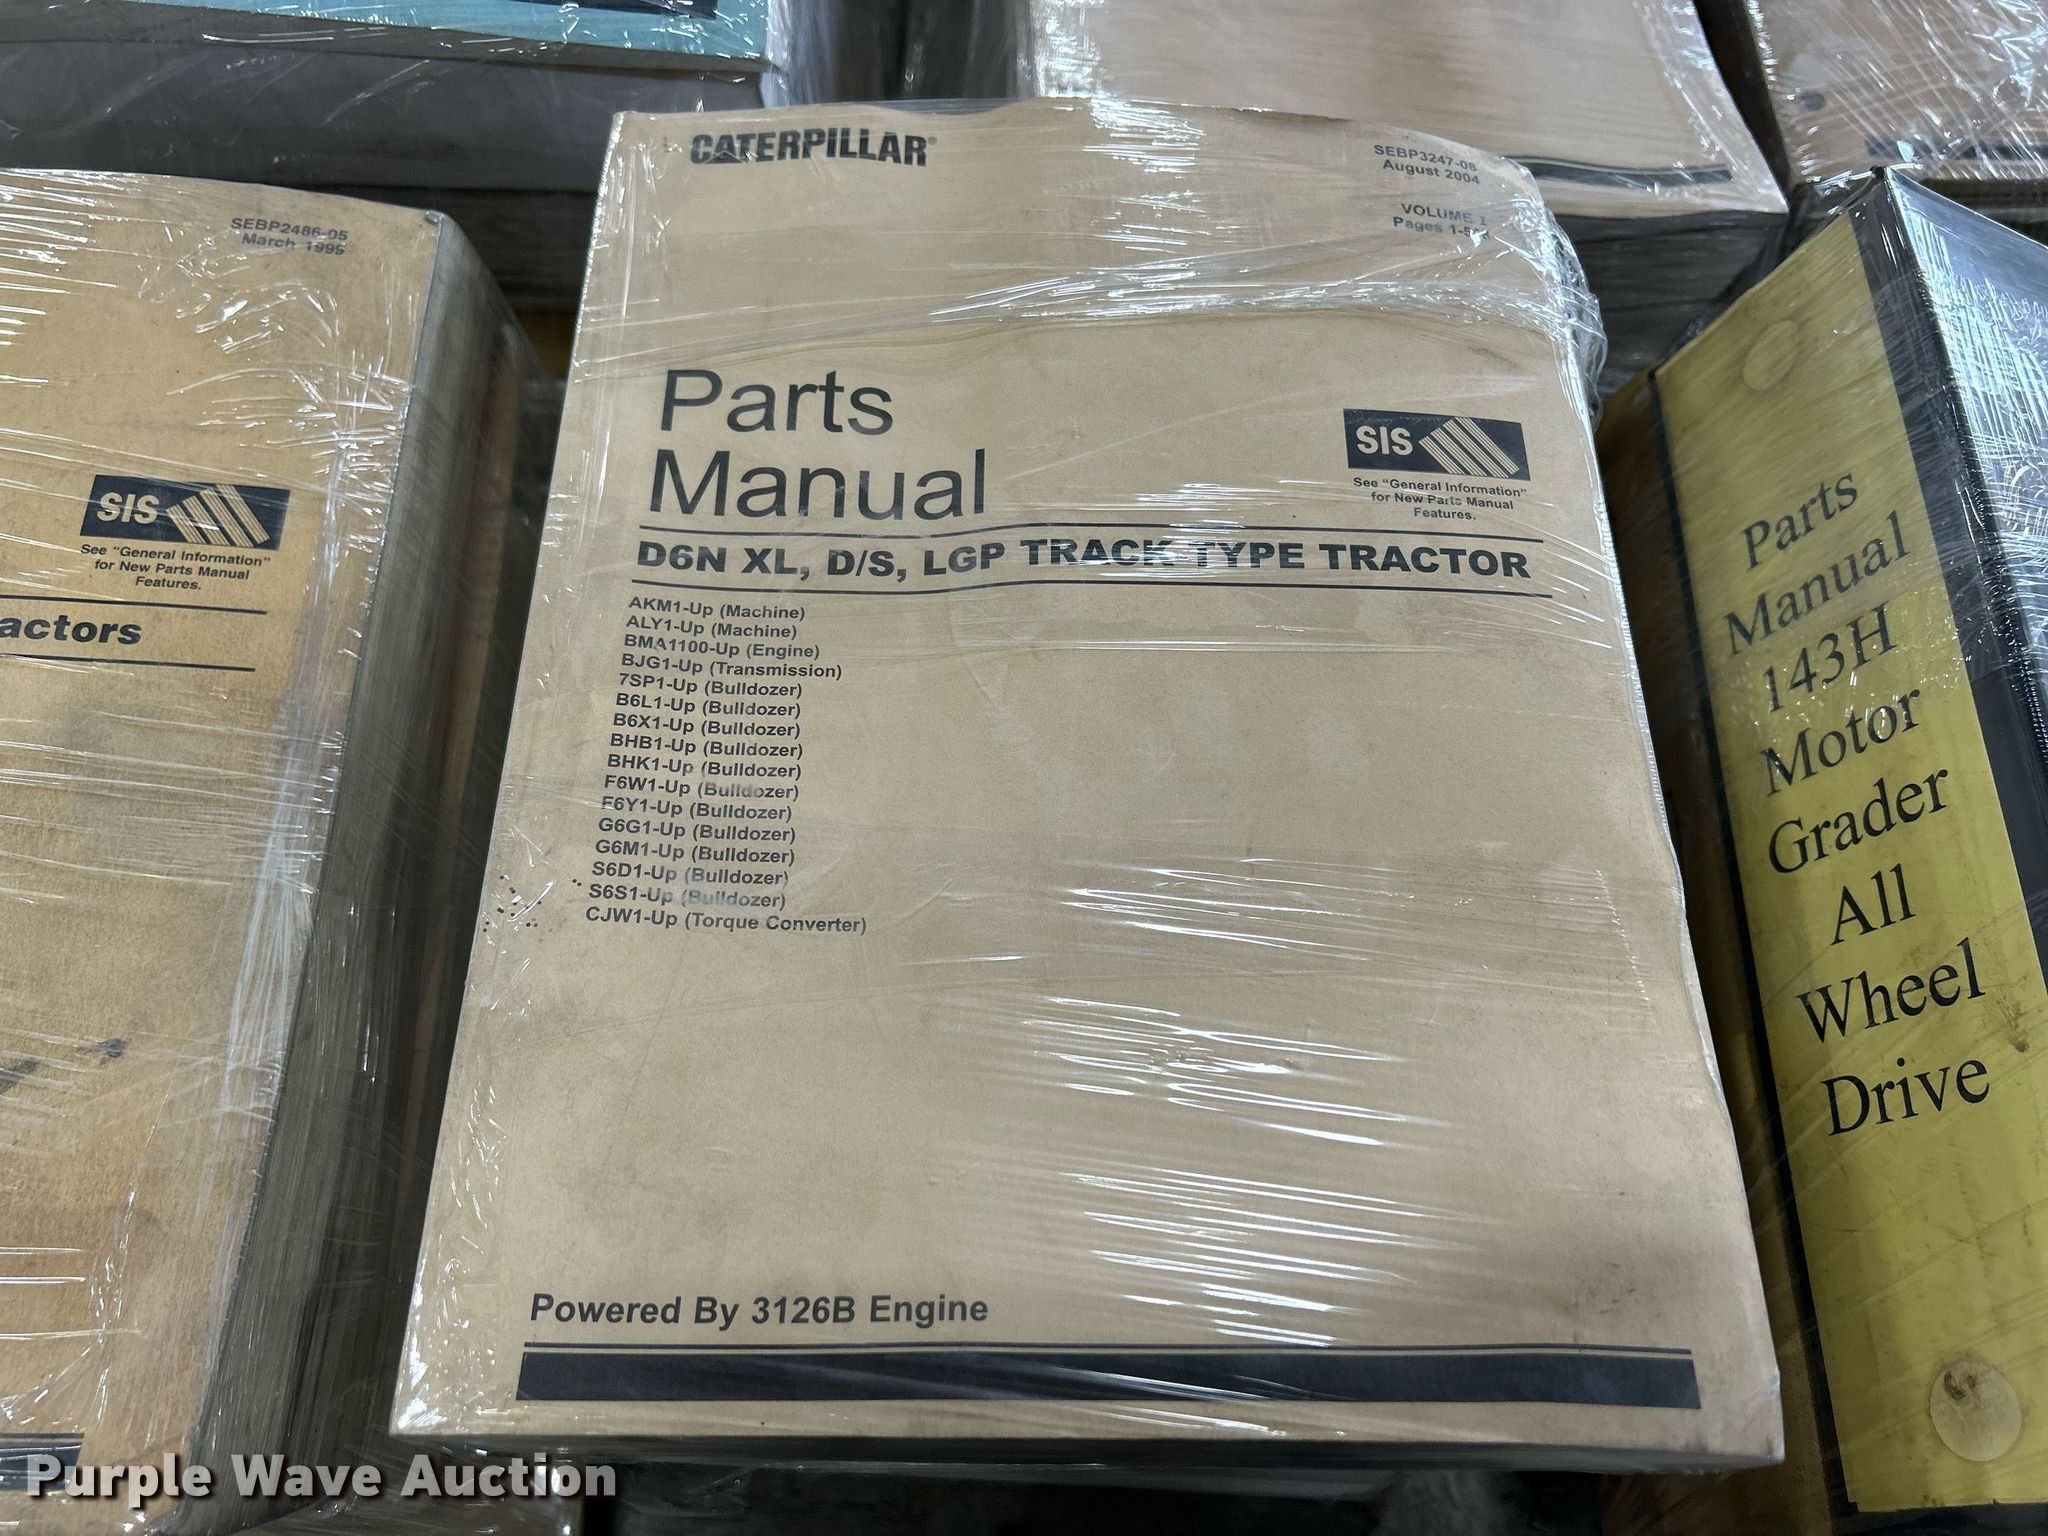 SEBP2486-05
SIS
See "General Information"
for New Parts Manual
Features.
actors
CATERPILLAR®
SEBP3247-08
August 2004
VOLUME I
Pages
Parts
Manual
SIS
See "General Information"
for New Parts Manual
Features.
D6N XL, D/S, LGP TRACK-TYPE TRACTOR
AKM1-Up (Machine)
ALY1-Up (Machine)
BMA1100-Up (Engine)
BJG1-Up (Transmission)
7SP1-Up (Bulldozer)
B6L1-Up (Bulldozer)
B6X1-Up (Bulldozer)
BHB1-Up (Bulldozer)
BHK1-Up (Bulldozer)
F6W1-Up (Bulldozer)
F6Y1-Up (Bulldozer)
G6G1-Up (Bulldozer)
G6M1-Up (Bulldozer)
S6D1-Up (Bulldozer)
S6S1-Up (Bulldozer)
CJW1-Up (Torque Converter)
Powered By 3126B Engine
Parts
Manual
143H
Motor
Grader
All
Wheel
Drive
Purple Wave Auction